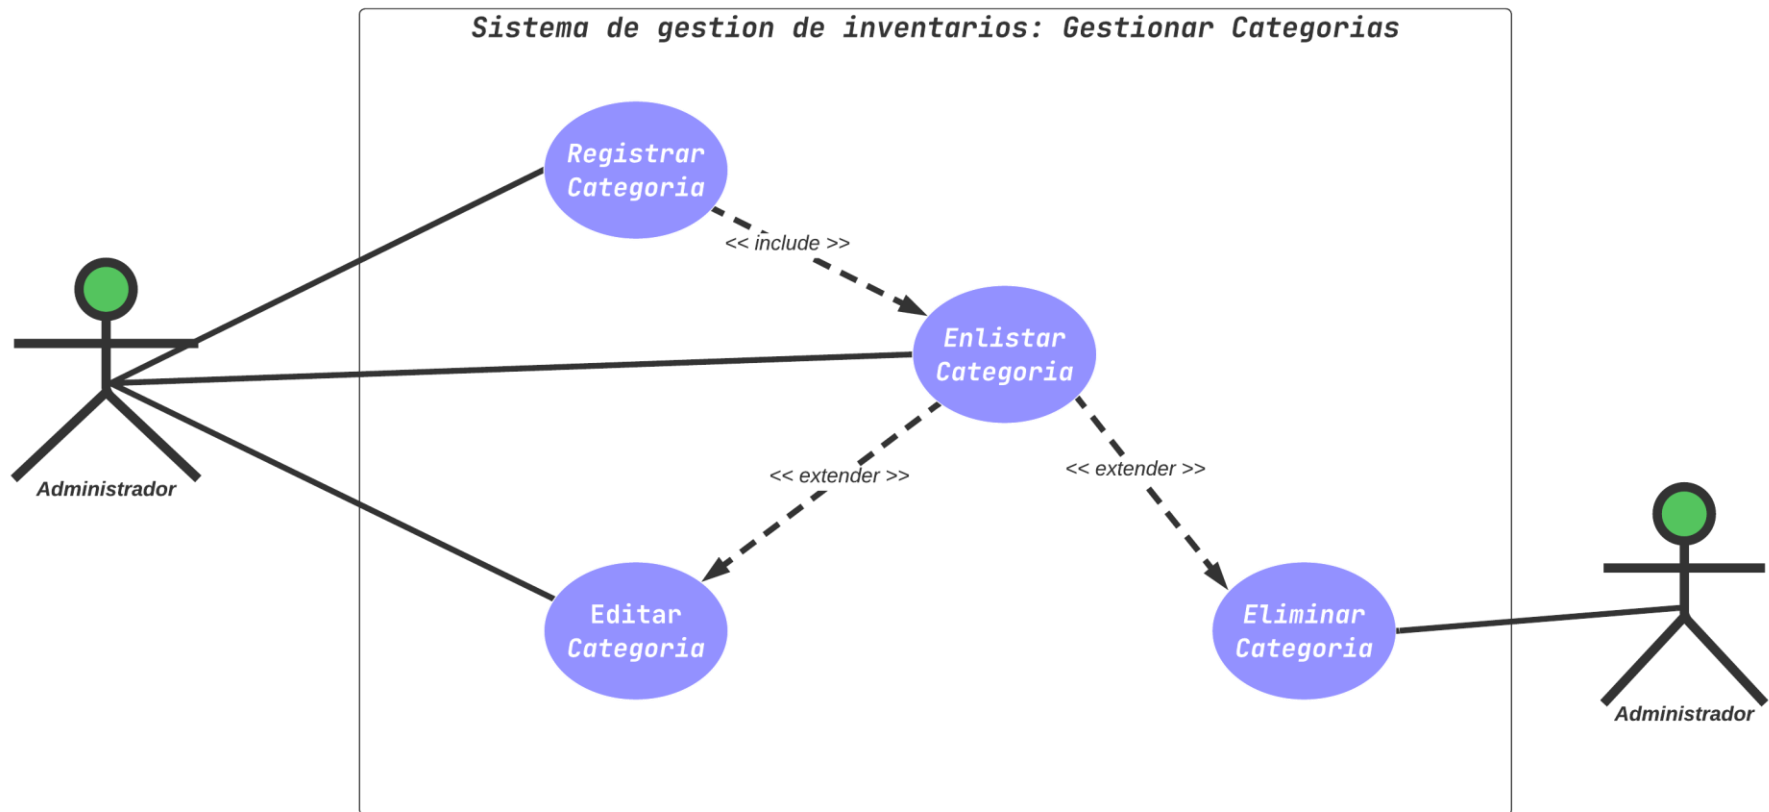 Sistema de gestion de inventarios: Gestionar Categorias
Registrar
Categoria
<< include >>
Enlistar
Categoria
<< extender >>
<< extender >>
Administrador
Editar
Categoria
Eliminar
Categoria
Administrador